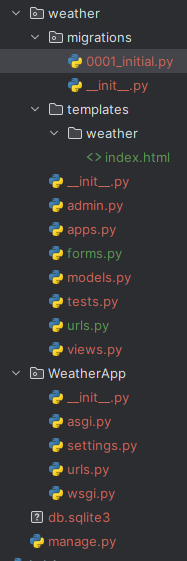 weather
migrations
0001_initial.py
__init__.py
templates
weather
index.html
__init__.py
admin.py
apps.py
forms.py
models.py
tests.py
urls.py
views.py
WeatherApp
__init__.py
asgi.py
settings.py
urls.py
wsgi.py
db.sqlite3
manage.py